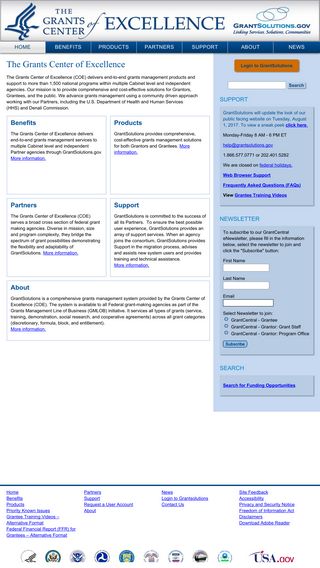 THE GRANTS CENTER of EXCELLENCE
GRANTSOLUTIONS.GOV
Linking Services, Solutions, Communities
HOME BENEFITS PRODUCTS PARTNERS SUPPORT ABOUT NEWS
The Grants Center of Excellence
The Grants Center of Excellence (COE) delivers end-to-end grants management products and
support to more than 1,500 programs within multiple Cabinet level and independent
agencies. Our mission is to provide comprehensive and cost-effective solutions for Grantors,
Grantees, and the public. We advance grants management using a community driven approach
working with our Partners, including the U.S. Department of Health and Human Services
(HHS) and Denali Commission.
Benefits
The Grants Center of Excellence delivers
end-to-end grants management services to
multiple Cabinet level and independent
Partner agencies through GrantSolutions.gov.
More information.
Products
GrantSolutions provides comprehensive,
cost-effective grants management solutions
for both Grantors and Grantees. More
information.
Partners
The Grants Center of Excellence (COE)
serves a broad cross section of federal grant
making agencies. Diverse in mission, size
and program complexity, they bridge the
spectrum of grant possibilities demonstrating
the flexibility and adaptability of
GrantSolutions. More information.
Support
GrantSolutions is committed to the success of
all its Partners. To ensure the best possible
user experience, GrantSolutions provides an
array of support services. When an agency
joins the consortium, GrantSolutions provides
Support in the migration process, advises
and assists new system users and provides
training and technical assistance.
More information.
About
GrantSolutions is a comprehensive grants management system provided by the Grants Center of
Excellence (COE). The system is available to all Federal grant-making agencies as part of the
Grants Management Line of Business (GMLOB) initiative. It services all types of grants (service,
training, demonstration, social research, and cooperative agreements) across all grant categories
(discretionary, formula, block, and entitlement).
More information.
Login to GrantSolutions
SUPPORT
GrantSolutions will update the look of our
public facing website on Tuesday, August
1, 2017. To view a sneak peek click here.
Monday-Friday 8 AM - 6 PM ET
help@grantsolutions.gov
1.866.577.0771 or 202.401.5282
We are closed on federal holidays.
Web Browser Support
Frequently Asked Questions (FAQs)
View Grantee Training Videos
NEWSLETTER
To subscribe to our GrantCentral
eNewsletter, please fill in the information
below, select the newsletter to join and
click the "Subscribe" button:
First Name
Last Name
Email
Select Newsletter to join:
GrantCentral - Grantee
GrantCentral - Grantor: Grant Staff
GrantCentral - Grantor: Program Office
Subscribe
SEARCH
Search for Funding Opportunities
Home
Benefits
Products
Priority Known Issues
Grantee Training Videos –
Alternative Format
Federal Financial Report (FFR) for
Grantees – Alternative Format
Partners
Support
Request a User Account
About
News
Login to Grantsolutions
Contact Us
Site Feedback
Accessibility
Privacy and Security Notice
Freedom of Information Act
Disclaimers
Download Adobe Reader
USA.gov